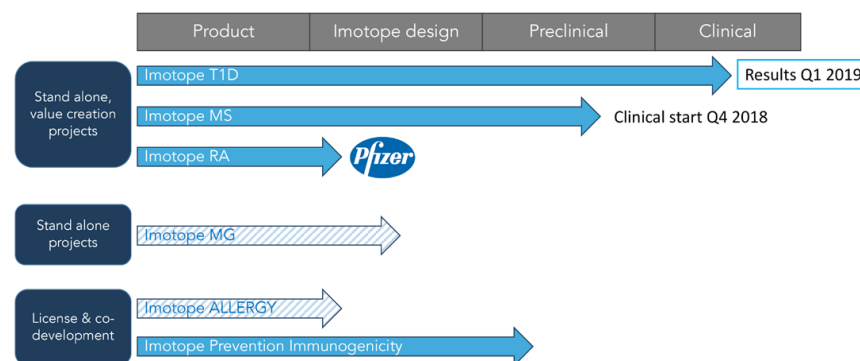 Product Imotope design Preclinical Clinical
Stand alone,
value creation
projects
Imotope T1D
Results Q1 2019
Imotope MS
Clinical start Q4 2018
Imotope RA
Pfizer
Stand alone
projects
Imotope MG
License & co-
development
Imotope ALLERGY
Imotope Prevention Immunogenicity